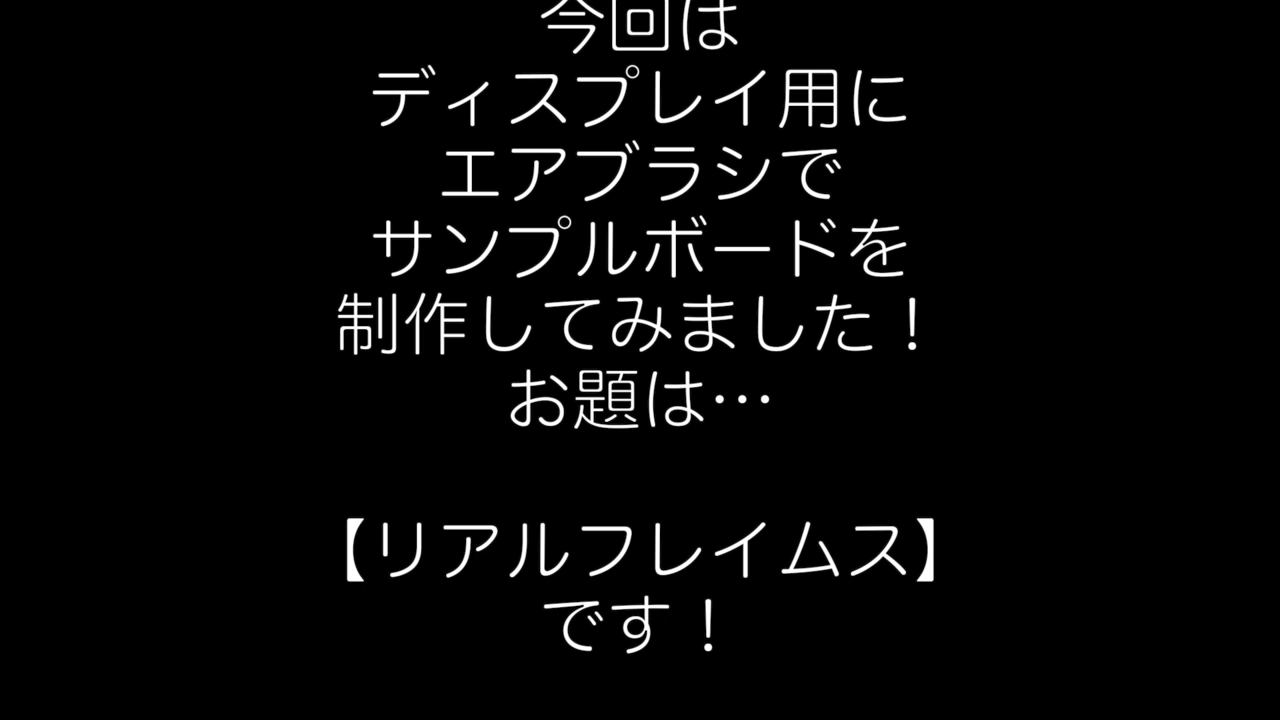 今回は
ディスプレイ用に
エアブラシで
サンプルボードを
制作してみました！
お題は…
【リアルフレイムス】
です！